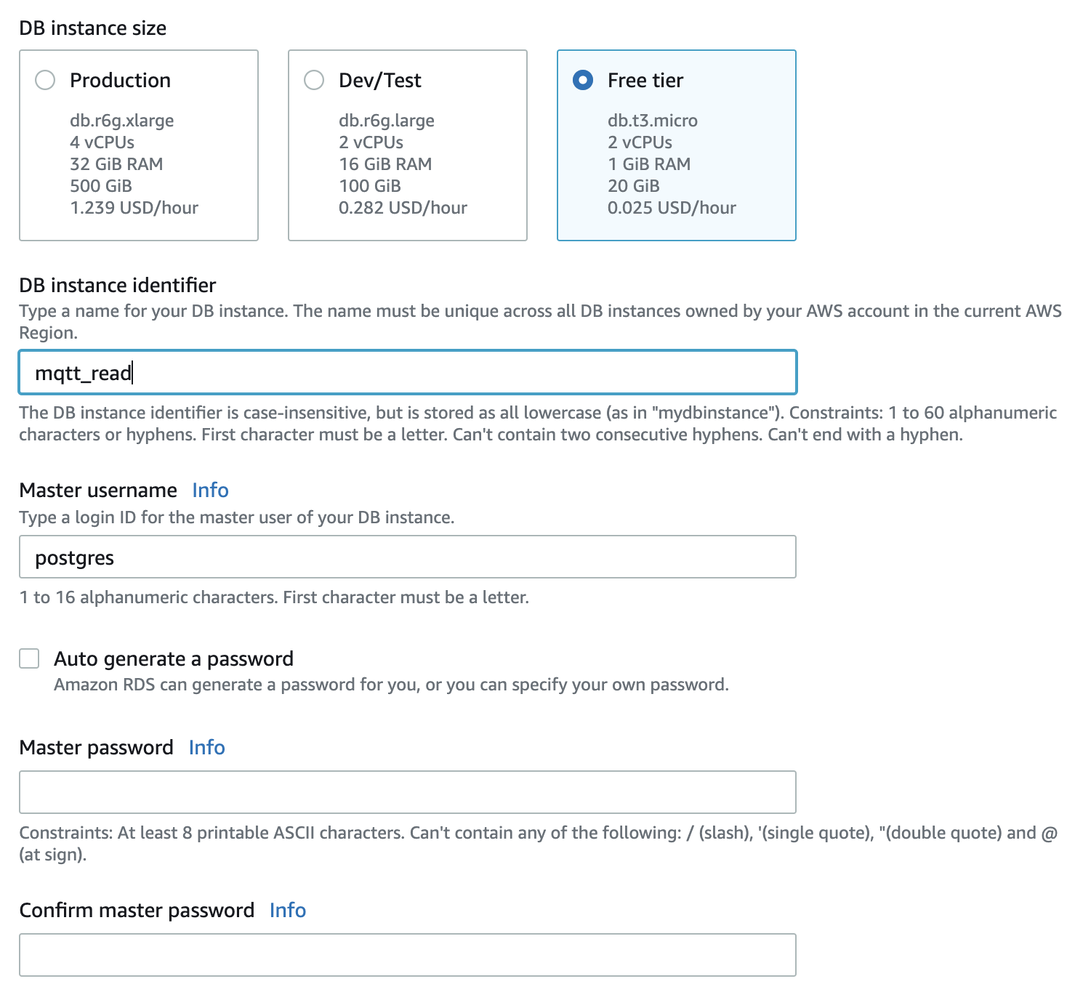 DB instance size
Production
db.r6g.xlarge
4 vCPUs
32 GiB RAM
500 GiB
1.239 USD/hour
Dev/Test
db.r6g.large
2 vCPUs
16 GiB RAM
100 GiB
0.282 USD/hour
Free tier
db.t3.micro
2 vCPUs
1 GiB RAM
20 GiB
0.025 USD/hour
DB instance identifier
Type a name for your DB instance. The name must be unique across all DB instances owned by your AWS account in the current AWS
Region.
mqtt_read
The DB instance identifier is case-insensitive, but is stored as all lowercase (as in "mydbinstance"). Constraints: 1 to 60 alphanumeric
characters or hyphens. First character must be a letter. Can't contain two consecutive hyphens. Can't end with a hyphen.
Master username Info
Type a login ID for the master user of your DB instance.
postgres
1 to 16 alphanumeric characters. First character must be a letter.
Auto generate a password
Amazon RDS can generate a password for you, or you can specify your own password.
Master password Info
Constraints: At least 8 printable ASCII characters. Can't contain any of the following: / (slash), '(single quote), "(double quote) and @
(at sign).
Confirm master password Info